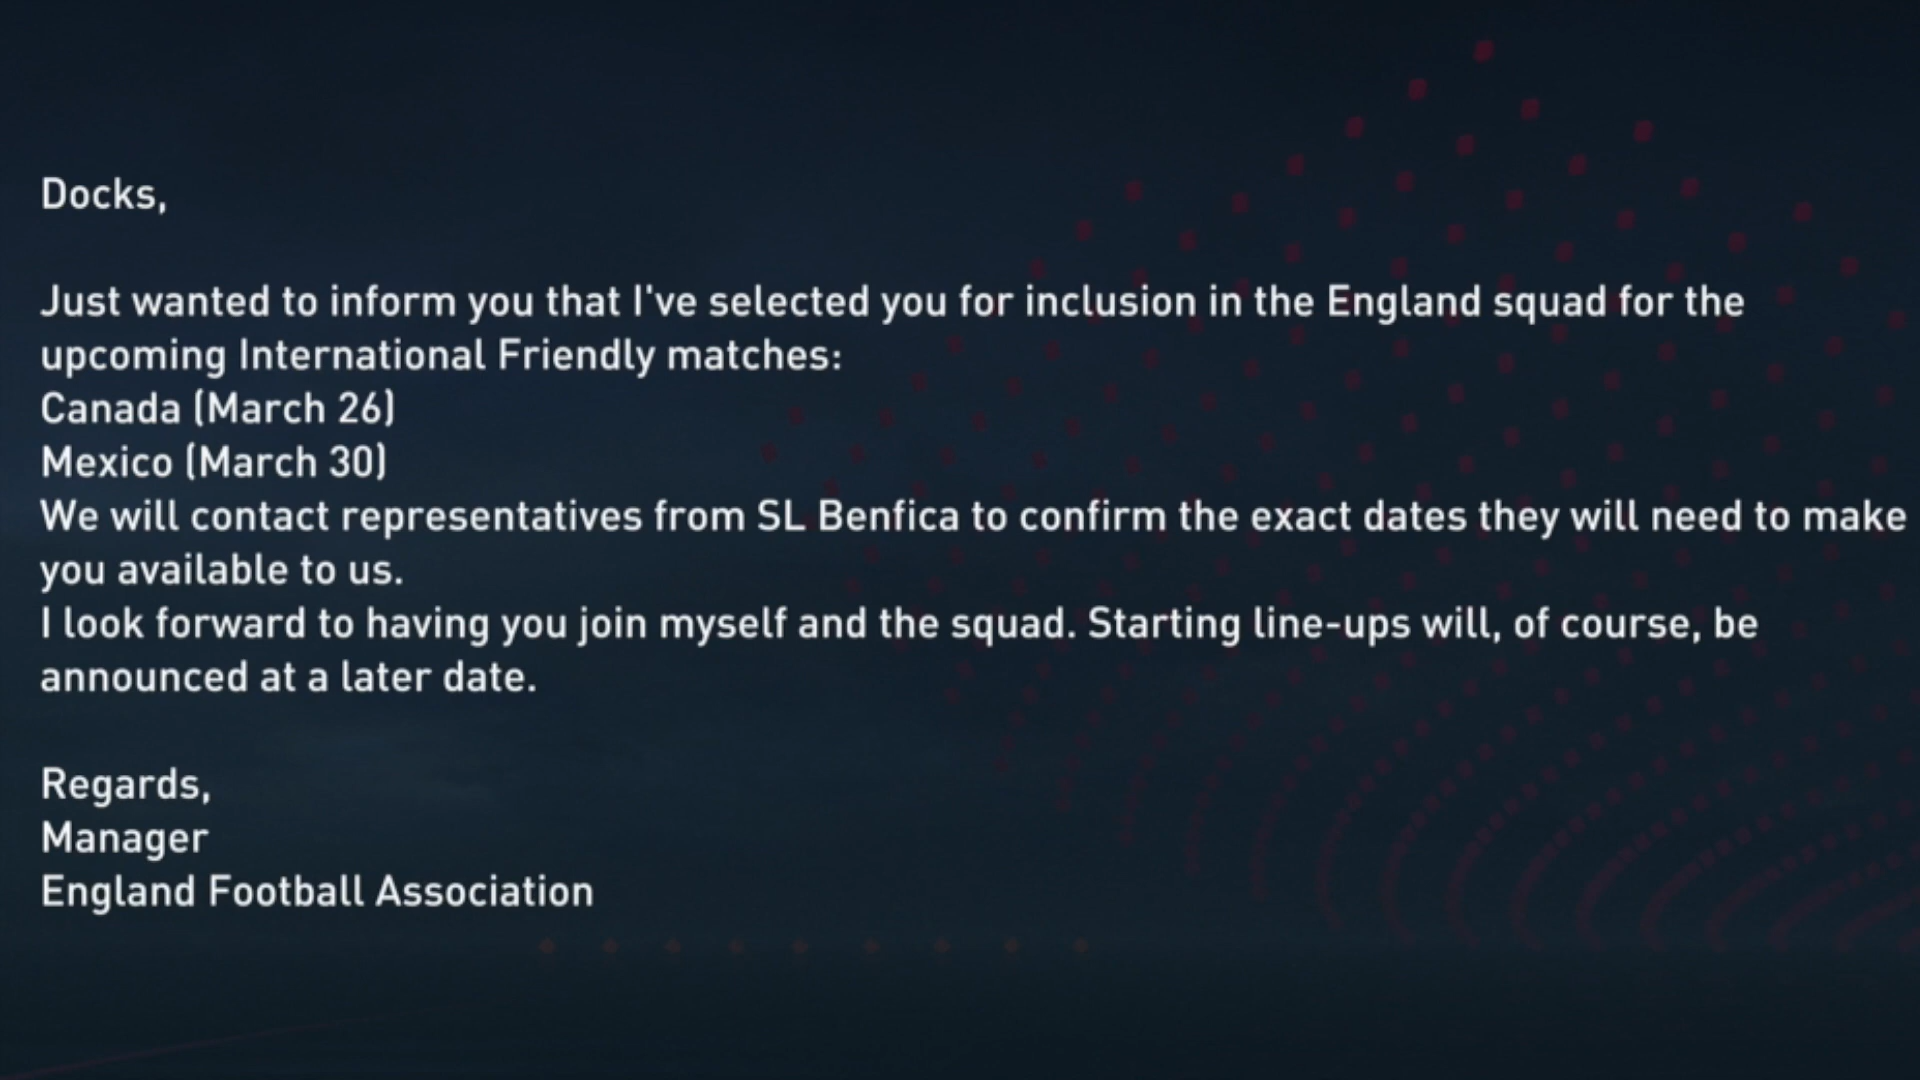 Docks,
Just wanted to inform you that I've selected you for inclusion in the England squad for the
upcoming International Friendly matches:
Canada (March 26)
Mexico (March 30)
We will contact representatives from SL Benfica to confirm the exact dates they will need to make
you available to us.
I look forward to having you join myself and the squad. Starting line-ups will, of course, be
announced at a later date.
Regards,
Manager
England Football Association